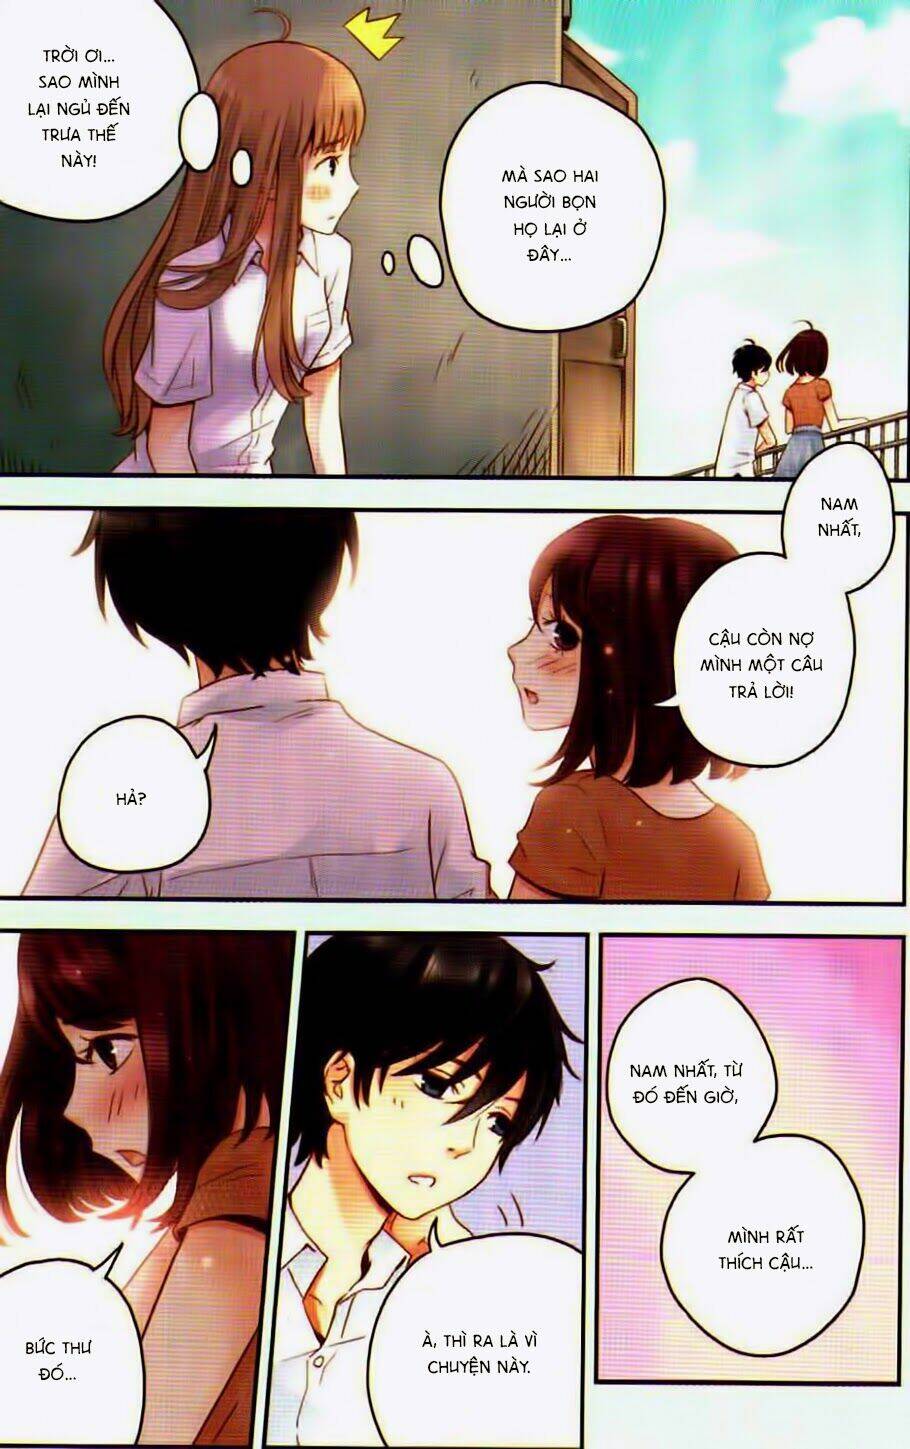 TRỜI ƠI...
SAO MÌNH
LẠI NGỦ ĐẾN
TRƯA THẾ
NÀY!
MÀ SAO HAI
NGƯỜI BỌN
HỌ LẠI Ở
ĐÂY...
NAM
NHẤT,
CẬU CÒN NỢ
MÌNH MỘT CÂU
TRẢ LỜI!
HẢ?
BỨC THƯ
ĐÓ...
À, THÌ RA LÀ VÌ
CHUYỆN NÀY.
NAM NHẤT, TỪ
ĐÓ ĐẾN GIỜ,
MÌNH RẤT
THÍCH CẬU...